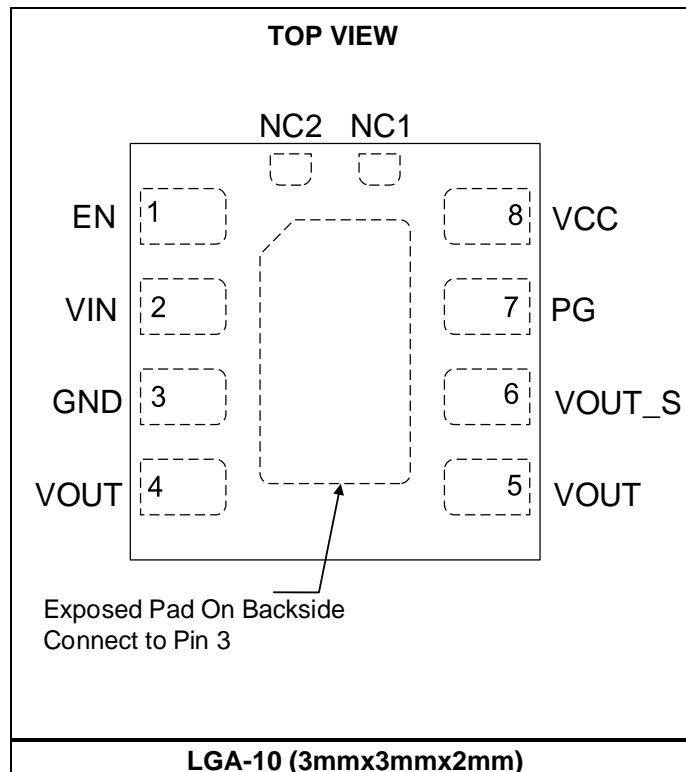 TOP VIEW
NC2 NC1
EN 1 8 VCC
VIN 2 7 PG
GND 3 6 VOUT_S
VOUT 4 5 VOUT
Exposed Pad On Backside
Connect to Pin 3
LGA-10 (3mmx3mmx2mm)